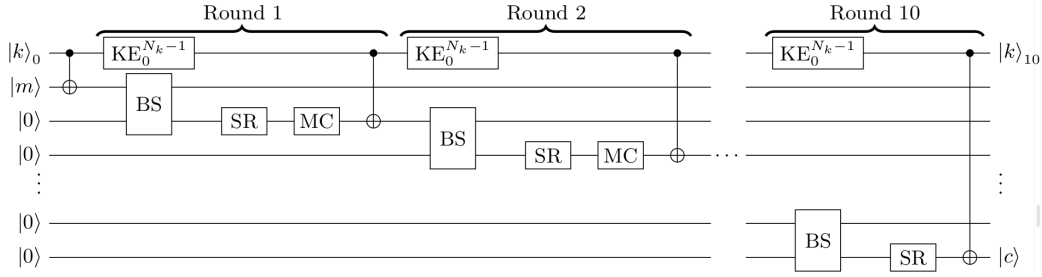 Round 1 Round 2 Round 10
|k⟩₀ KE₀^{N_k−1} KE₀^{N_k−1} KE₀^{N_k−1} |k⟩₁₀
|m⟩
BS
|0⟩ SR MC
BS
|0⟩ SR MC ···
⋮ ⋮
|0⟩
BS
|0⟩ SR |c⟩